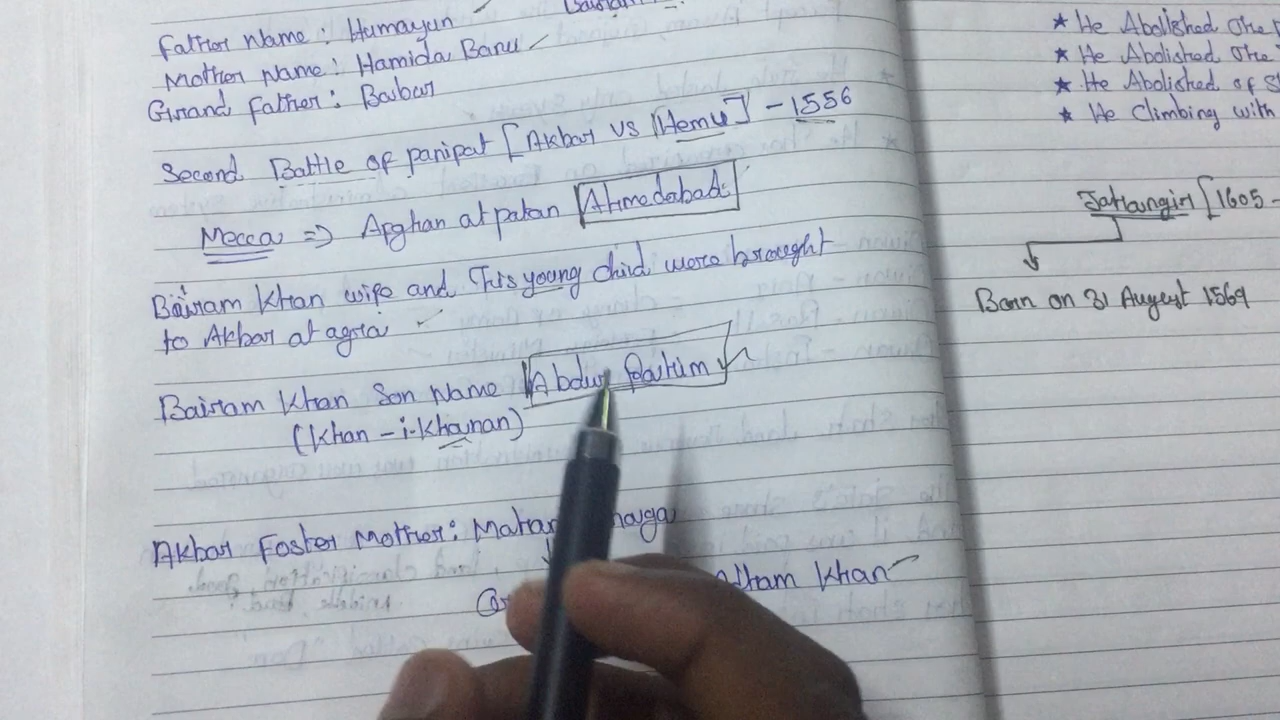 Father Name : Humayun
Mother Name : Hamida Banu
Grand Father : Babar
Second Battle of panipat [Akbar vs [Hemu] - 1556
Mecca => Afghan at patan Ahmedabad
Bairam Khan wife and This young child were brought
to Akbar at agra
Bairam Khan Son Name Abdur Rahim
(Khan - i - Khanan)
Akbar Foster Mother :
Adham Khan
* He Abolished The
* He Abolished The
* He Abolished of
* He Climbing with
Jahangir [1605 -
Born on 31 August 1569